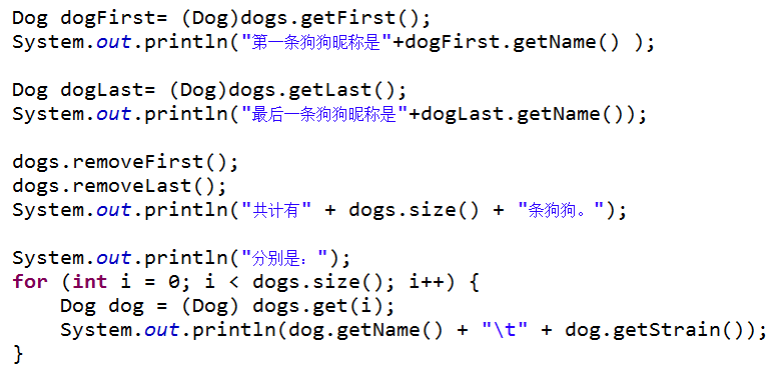 Dog dogFirst= (Dog)dogs.getFirst();
System.out.println("第一条狗狗昵称是"+dogFirst.getName() );
Dog dogLast= (Dog)dogs.getLast();
System.out.println("最后一条狗狗昵称是"+dogLast.getName());
dogs.removeFirst();
dogs.removeLast();
System.out.println("共计有" + dogs.size() + "条狗狗。");
System.out.println("分别是：");
for (int i = 0; i < dogs.size(); i++) {
    Dog dog = (Dog) dogs.get(i);
    System.out.println(dog.getName() + "\t" + dog.getStrain());
}